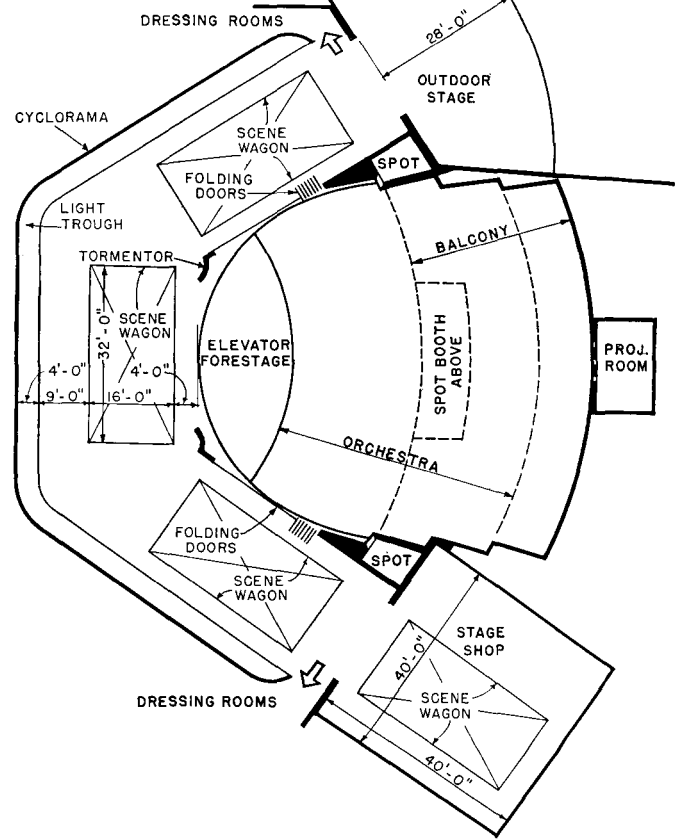 DRESSING ROOMS
28'-0"
OUTDOOR
STAGE
CYCLORAMA
SCENE
WAGON
SPOT
FOLDING
DOORS
LIGHT
TROUGH
BALCONY
TORMENTOR
SCENE
WAGON
32'-0"
ELEVATOR
FORESTAGE
SPOT BOOTH
ABOVE
PROJ.
ROOM
4'-0"
4'-0"
9'-0"
16'-0"
ORCHESTRA
FOLDING
DOORS
SPOT
SCENE
WAGON
STAGE
SHOP
40'-0"
SCENE
WAGON
DRESSING ROOMS
40'-0"